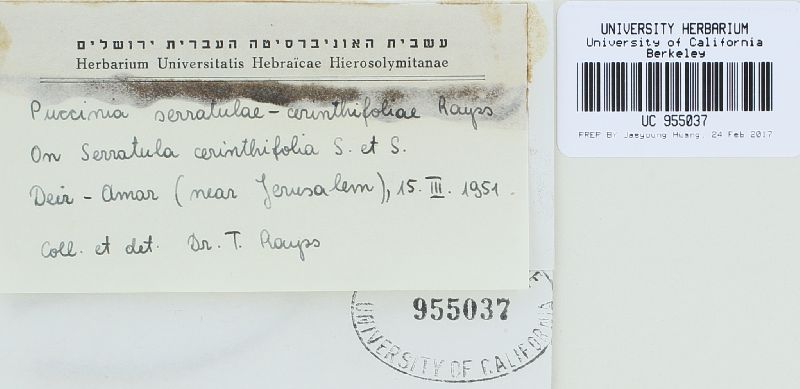 עשבית האוניברסיטה העברית ירושלים
Herbarium Universitatis Hebraïcae Hierosolymitanae
Puccinia serratulae-cerinthifoliae Rayss
On Serratula cerinthifolia S. et S.
Deir-Amar (near Jerusalem), 15. III. 1951.
Coll. et det. Dr. T. Rayss
955037
UNIVERSITY OF CALIFORNIA
UNIVERSITY HERBARIUM
University of California
Berkeley
UC 955037
PREP BY Jaeyoung Huang, 24 Feb 2017